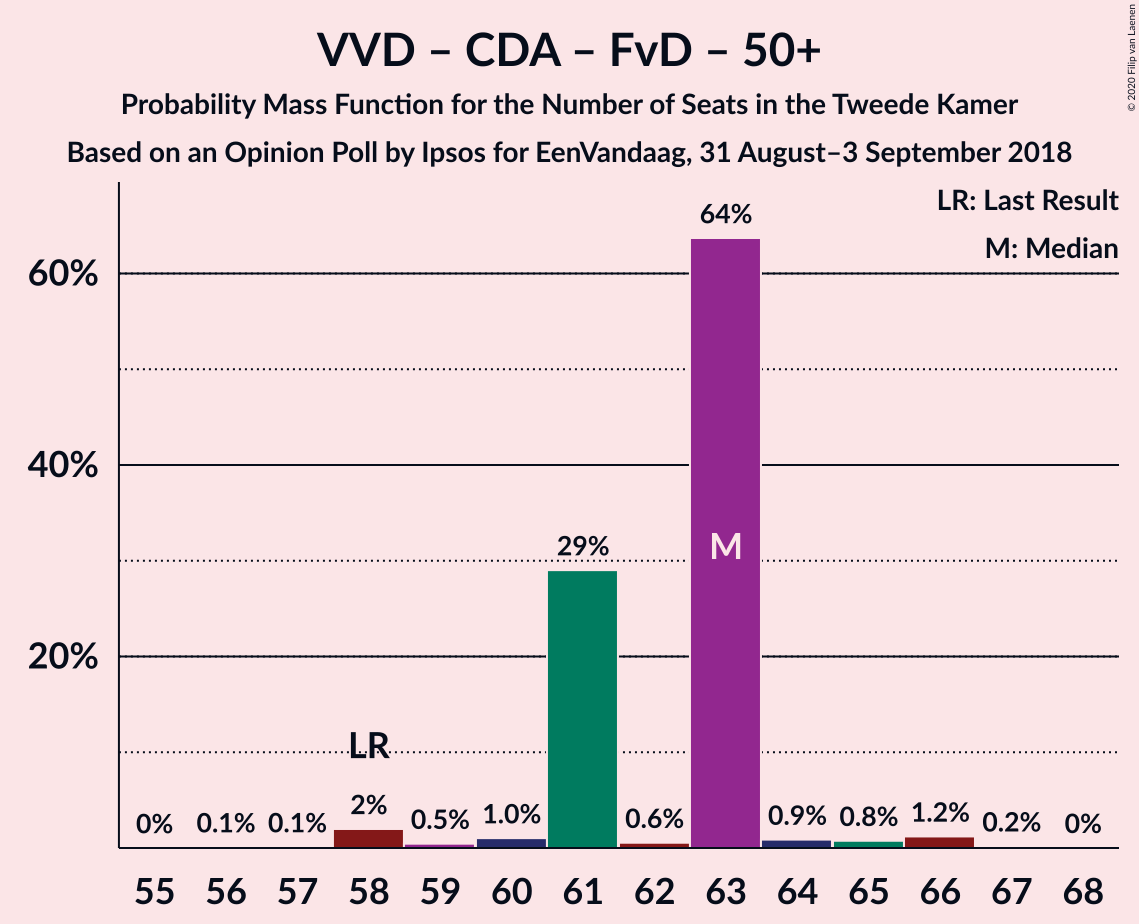 VVD – CDA – FvD – 50+
Probability Mass Function for the Number of Seats in the Tweede Kamer
Based on an Opinion Poll by Ipsos for EenVandaag, 31 August–3 September 2018
© 2020 Filip van Laenen
LR: Last Result
M: Median
64%
60%
29%
M
40%
20%
LR
0% 0.1% 0.1% 2% 0.5% 1.0% 0.6% 0.9% 0.8% 1.2% 0.2% 0%
55 56 57 58 59 60 61 62 63 64 65 66 67 68